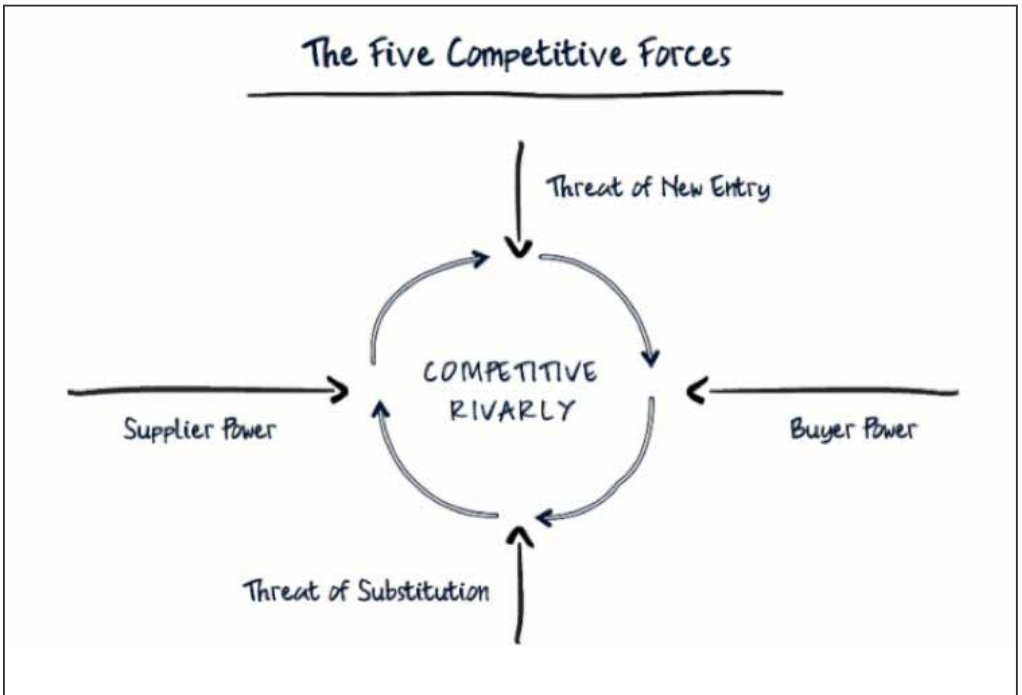 The Five Competitive Forces
Threat of New Entry
COMPETITIVE
RIVARLY
Supplier Power
Buyer Power
Threat of Substitution